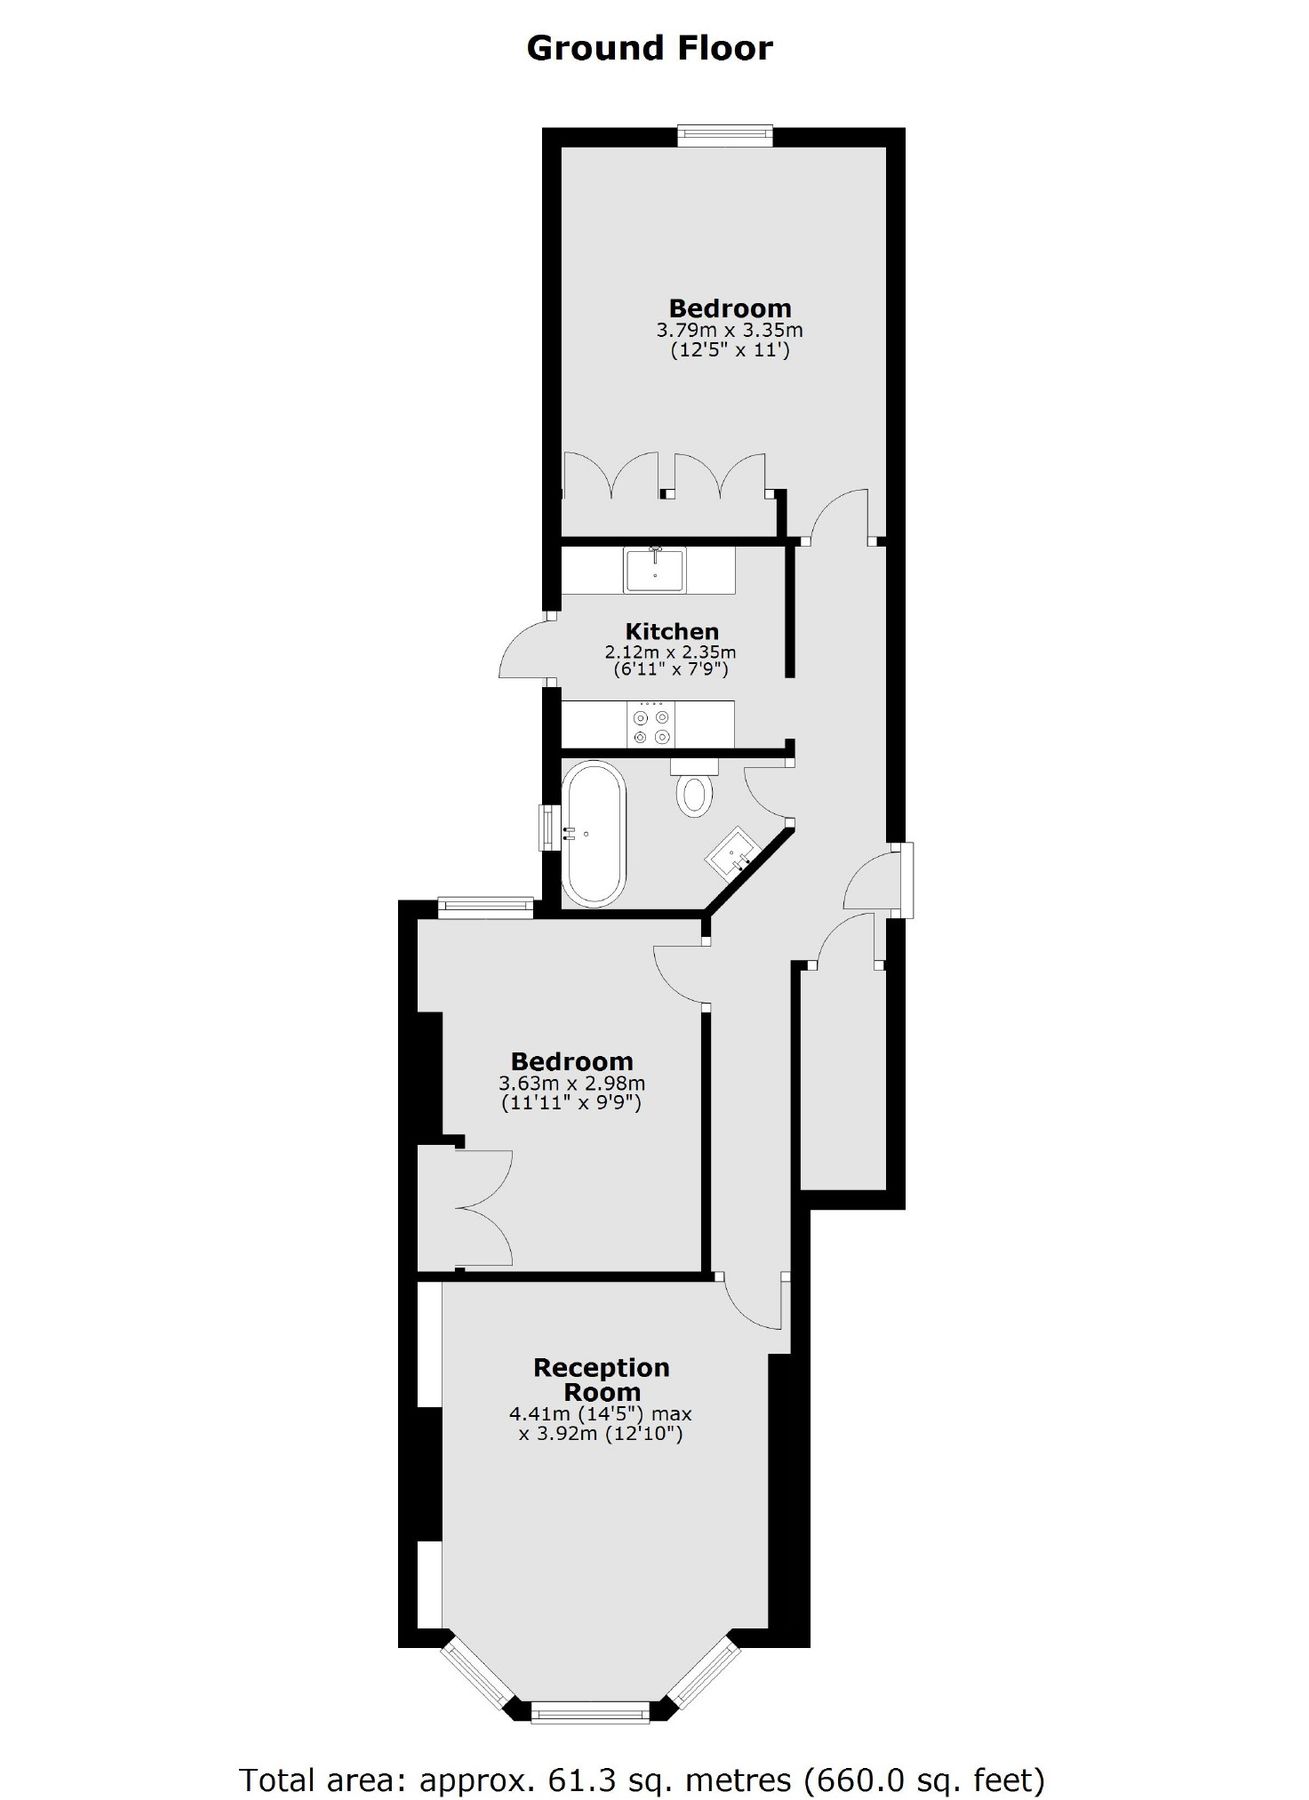 Ground Floor
Bedroom
3.79m x 3.35m
(12'5" x 11')
Kitchen
2.12m x 2.35m
(6'11" x 7'9")
Bedroom
3.63m x 2.98m
(11'11" x 9'9")
Reception
Room
4.41m (14'5") max
x 3.92m (12'10")
Total area: approx. 61.3 sq. metres (660.0 sq. feet)